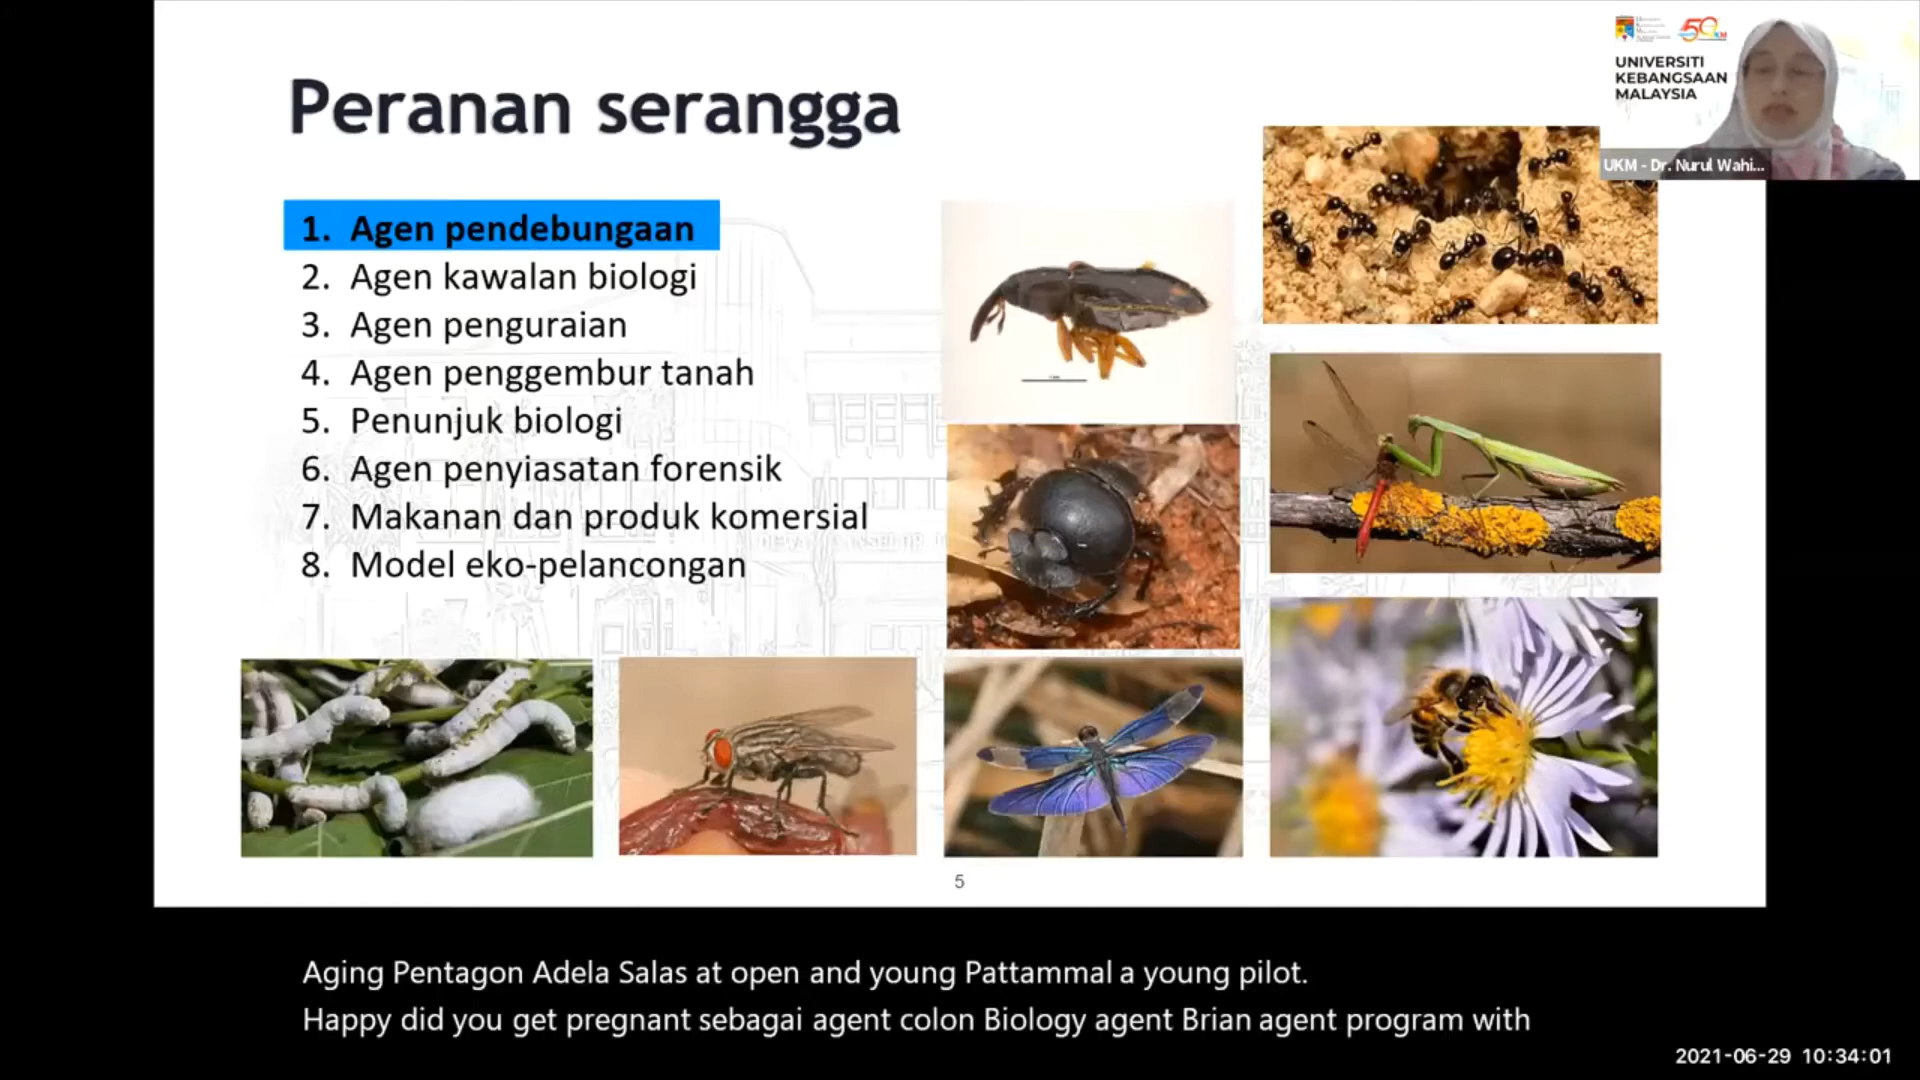 Peranan serangga
UNIVERSITI
KEBANGSAAN
MALAYSIA
UKM - Dr. Nurul Wahi...
1. Agen pendebungaan
2. Agen kawalan biologi
3. Agen penguraian
4. Agen penggembur tanah
5. Penunjuk biologi
6. Agen penyiasatan forensik
7. Makanan dan produk komersial
8. Model eko-pelancongan
5
Aging Pentagon Adela Salas at open and young Pattammal a young pilot.
Happy did you get pregnant sebagai agent colon Biology agent Brian agent program with
2021-06-29 10:34:01